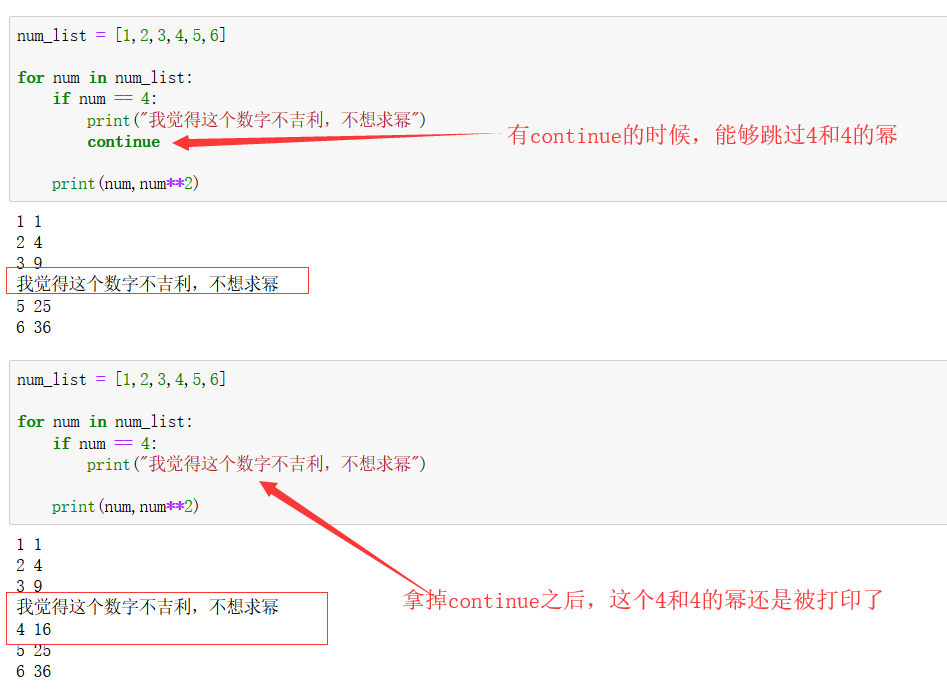 num_list = [1,2,3,4,5,6]
for num in num_list:
if num == 4:
print("我觉得这个数字不吉利，不想求幂")
continue
有continue的时候，能够跳过4和4的幂
print(num,num**2)
1 1
2 4
3 9
我觉得这个数字不吉利，不想求幂
5 25
6 36
num_list = [1,2,3,4,5,6]
for num in num_list:
if num == 4:
print("我觉得这个数字不吉利，不想求幂")
print(num,num**2)
1 1
2 4
3 9
我觉得这个数字不吉利，不想求幂
拿掉continue之后，这个4和4的幂还是被打印了
4 16
5 25
6 36